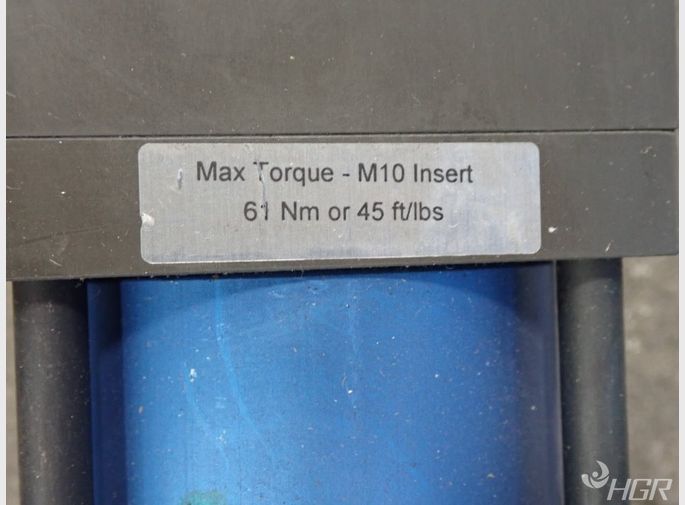 Max Torque - M10 Insert
61 Nm or 45 ft/lbs
HGR